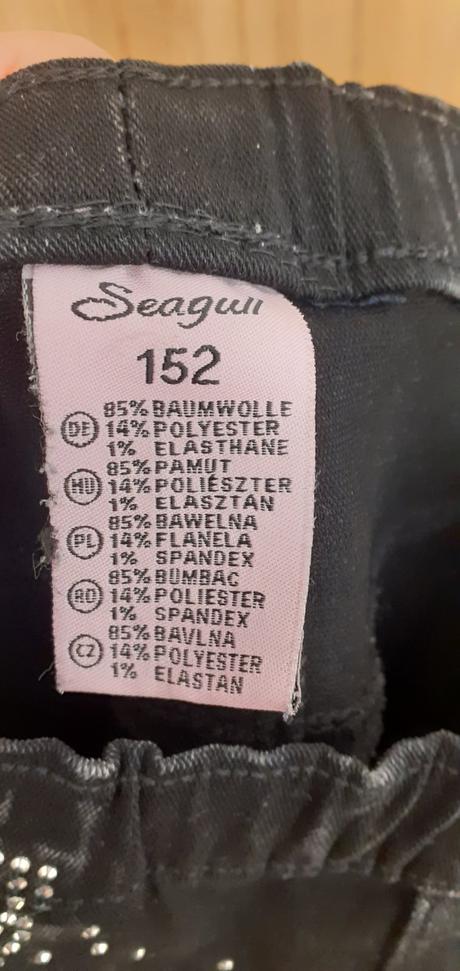 Seagull
152
85% BAUMWOLLE
DE 14% POLYESTER
1% ELASTHANE
85% PAMUT
HU 14% POLIÉSZTER
1% ELASZTAN
85% BAWELNA
PL 14% FLANELA
1% SPANDEX
85% BUMBAC
RO 14% POLIESTER
1% SPANDEX
85% BAVLNA
CZ 14% POLYESTER
1% ELASTAN